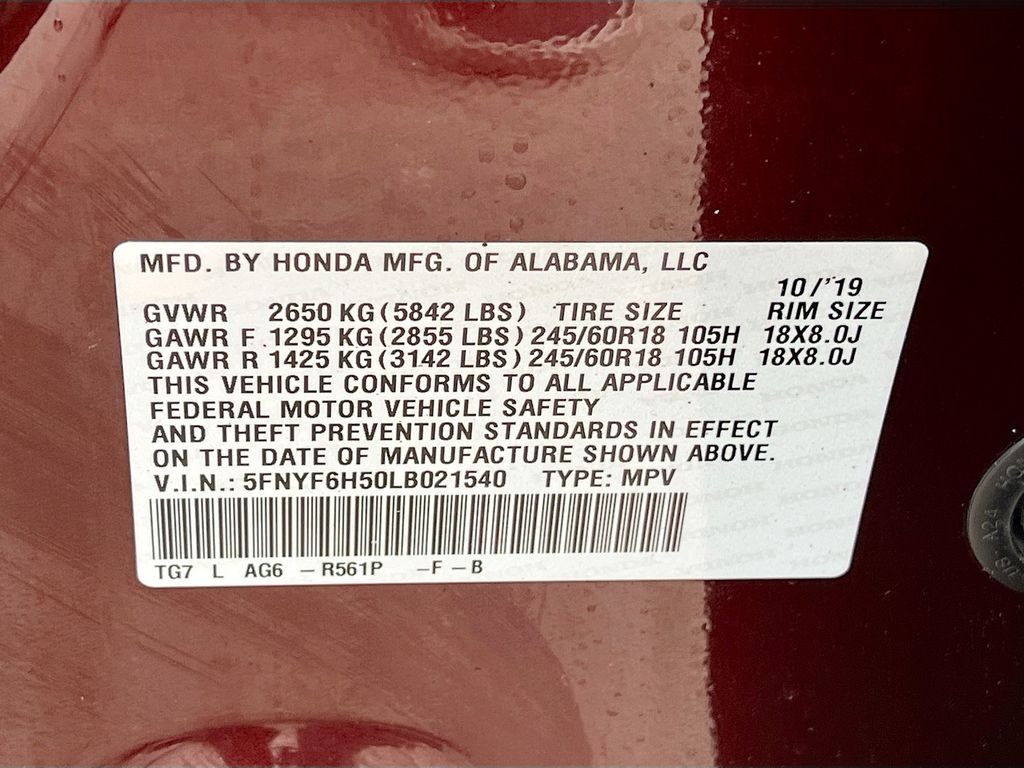 MFD. BY HONDA MFG. OF ALABAMA, LLC
10/'19
GVWR 2650 KG (5842 LBS) TIRE SIZE RIM SIZE
GAWR F 1295 KG (2855 LBS) 245/60R18 105H 18X8.0J
GAWR R 1425 KG (3142 LBS) 245/60R18 105H 18X8.0J
THIS VEHICLE CONFORMS TO ALL APPLICABLE
FEDERAL MOTOR VEHICLE SAFETY
AND THEFT PREVENTION STANDARDS IN EFFECT
ON THE DATE OF MANUFACTURE SHOWN ABOVE.
V.I.N.: 5FNYF6H50LB021540 TYPE: MPV
TG7 L AG6 -R561P -F-B
A24